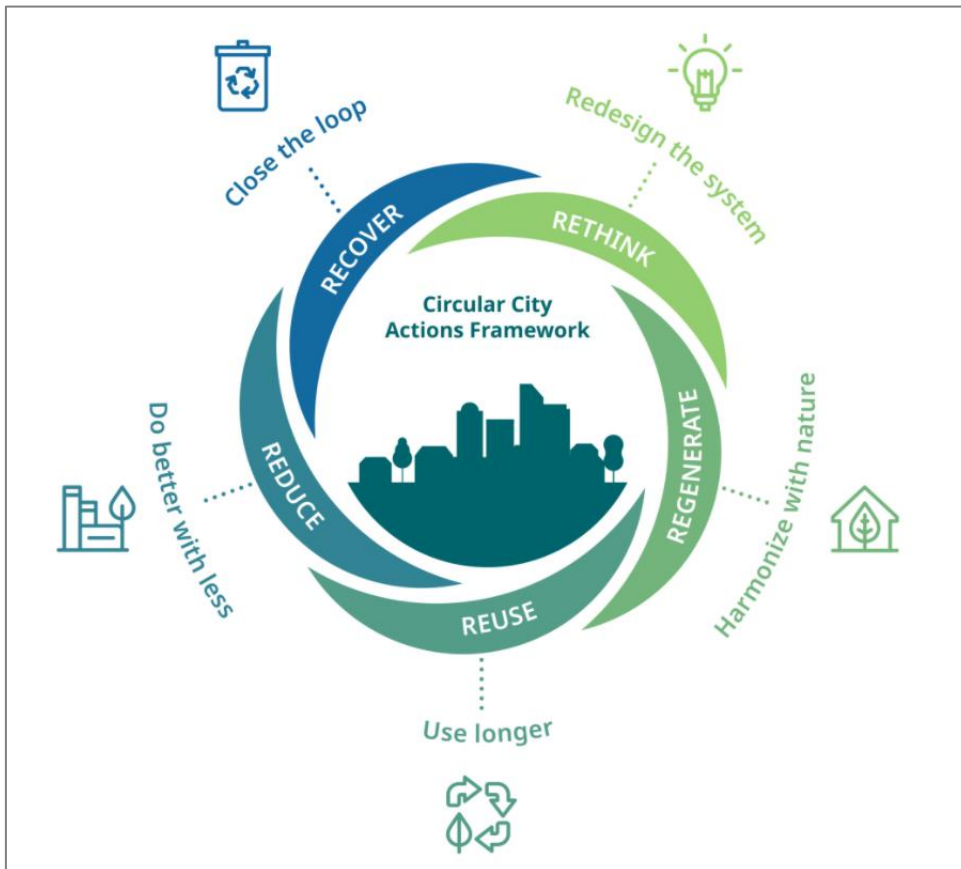 Close the loop
Redesign the system
RECOVER
RETHINK
Circular City
Actions Framework
Do better with less
REDUCE
REGENERATE
Harmonize with nature
REUSE
Use longer